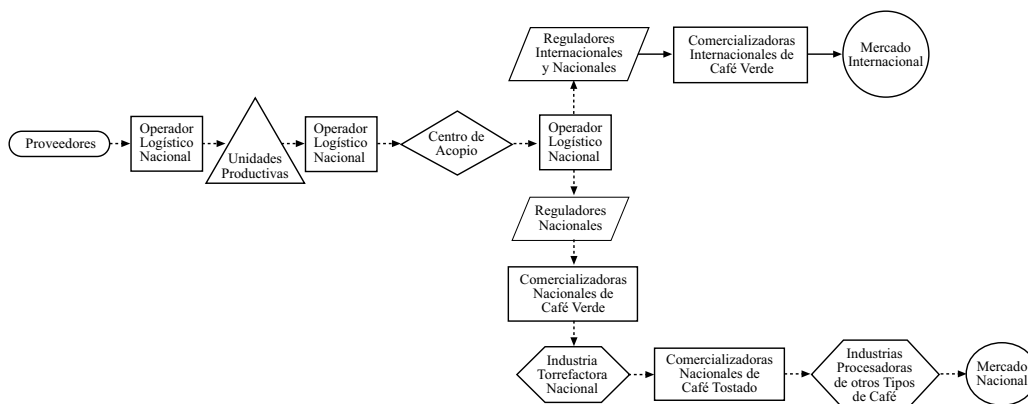 Reguladores
Internacionales
y Nacionales
Comercializadoras
Internacionales de
Café Verde
Mercado
Internacional
Proveedores
Operador
Logístico
Nacional
Unidades
Productivas
Operador
Logístico
Nacional
Centro de
Acopio
Operador
Logístico
Nacional
Reguladores
Nacionales
Comercializadoras
Nacionales de
Café Verde
Industria
Torrefactora
Nacional
Comercializadoras
Nacionales de
Café Tostado
Industrias
Procesadoras
de otros Tipos
de Café
Mercado
Nacional